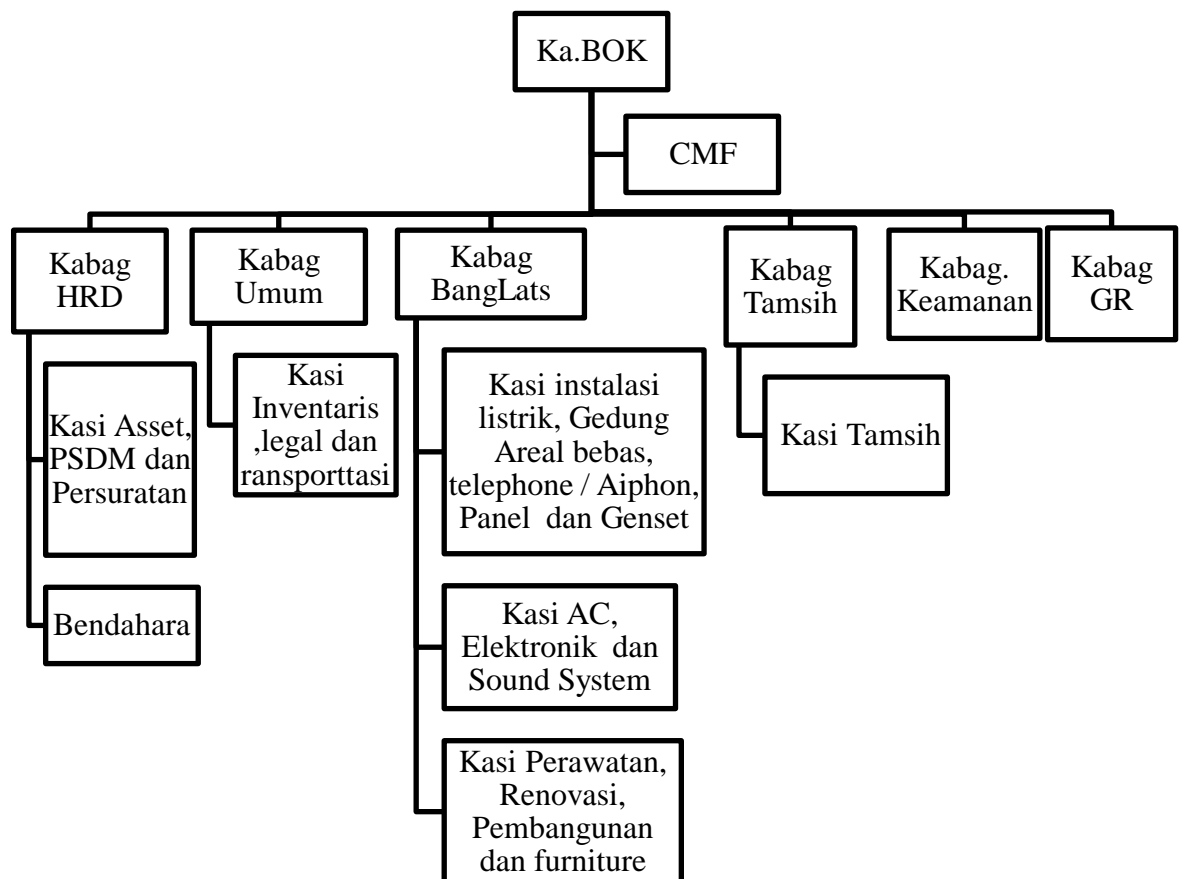 Ka.BOK
CMF
Kabag
HRD
Kabag
Umum
Kabag
BangLats
Kabag
Tamsih
Kabag.
Keamanan
Kabag
GR
Kasi Asset,
PSDM dan
Persuratan
Bendahara
Kasi
Inventaris
,legal dan
ransporttasi
Kasi instalasi
listrik, Gedung
Areal bebas,
telephone / Aiphon,
Panel dan Genset
Kasi AC,
Elektronik dan
Sound System
Kasi Perawatan,
Renovasi,
Pembangunan
dan furniture
Kasi Tamsih